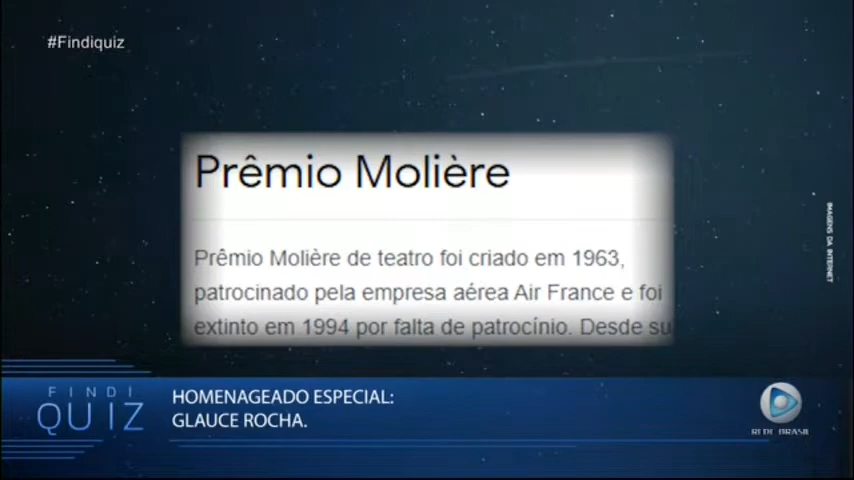 #Findiquiz
Prêmio Molière
Prêmio Molière de teatro foi criado em 1963,
patrocinado pela empresa aérea Air France e foi
extinto em 1994 por falta de patrocínio. Desde su
IMAGENS DA INTERNET
FINDI
QUIZ
HOMENAGEADO ESPECIAL:
GLAUCE ROCHA.
REDE BRASIL